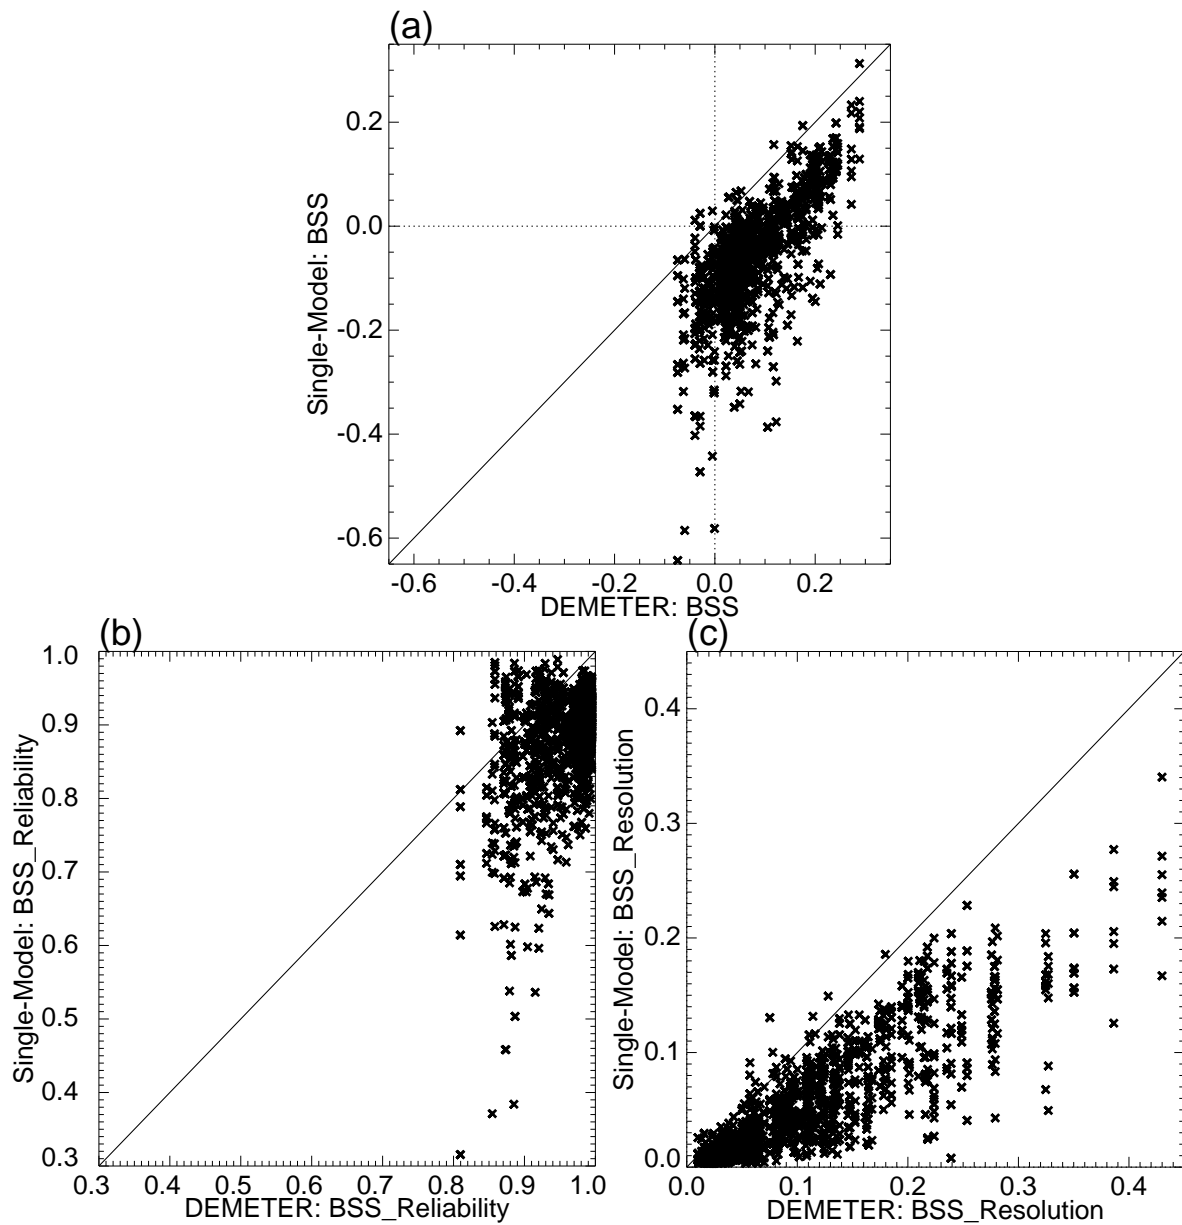 (a)
0.2
0.0
-0.2
-0.4
-0.6
Single-Model: BSS
-0.6 -0.4 -0.2 0.0 0.2
DEMETER: BSS
(b)
1.0
0.9
0.8
0.7
0.6
0.5
0.4
0.3
Single-Model: BSS_Reliability
0.3 0.4 0.5 0.6 0.7 0.8 0.9 1.0
DEMETER: BSS_Reliability
(c)
0.4
0.3
0.2
0.1
0.0
Single-Model: BSS_Resolution
0.0 0.1 0.2 0.3 0.4
DEMETER: BSS_Resolution